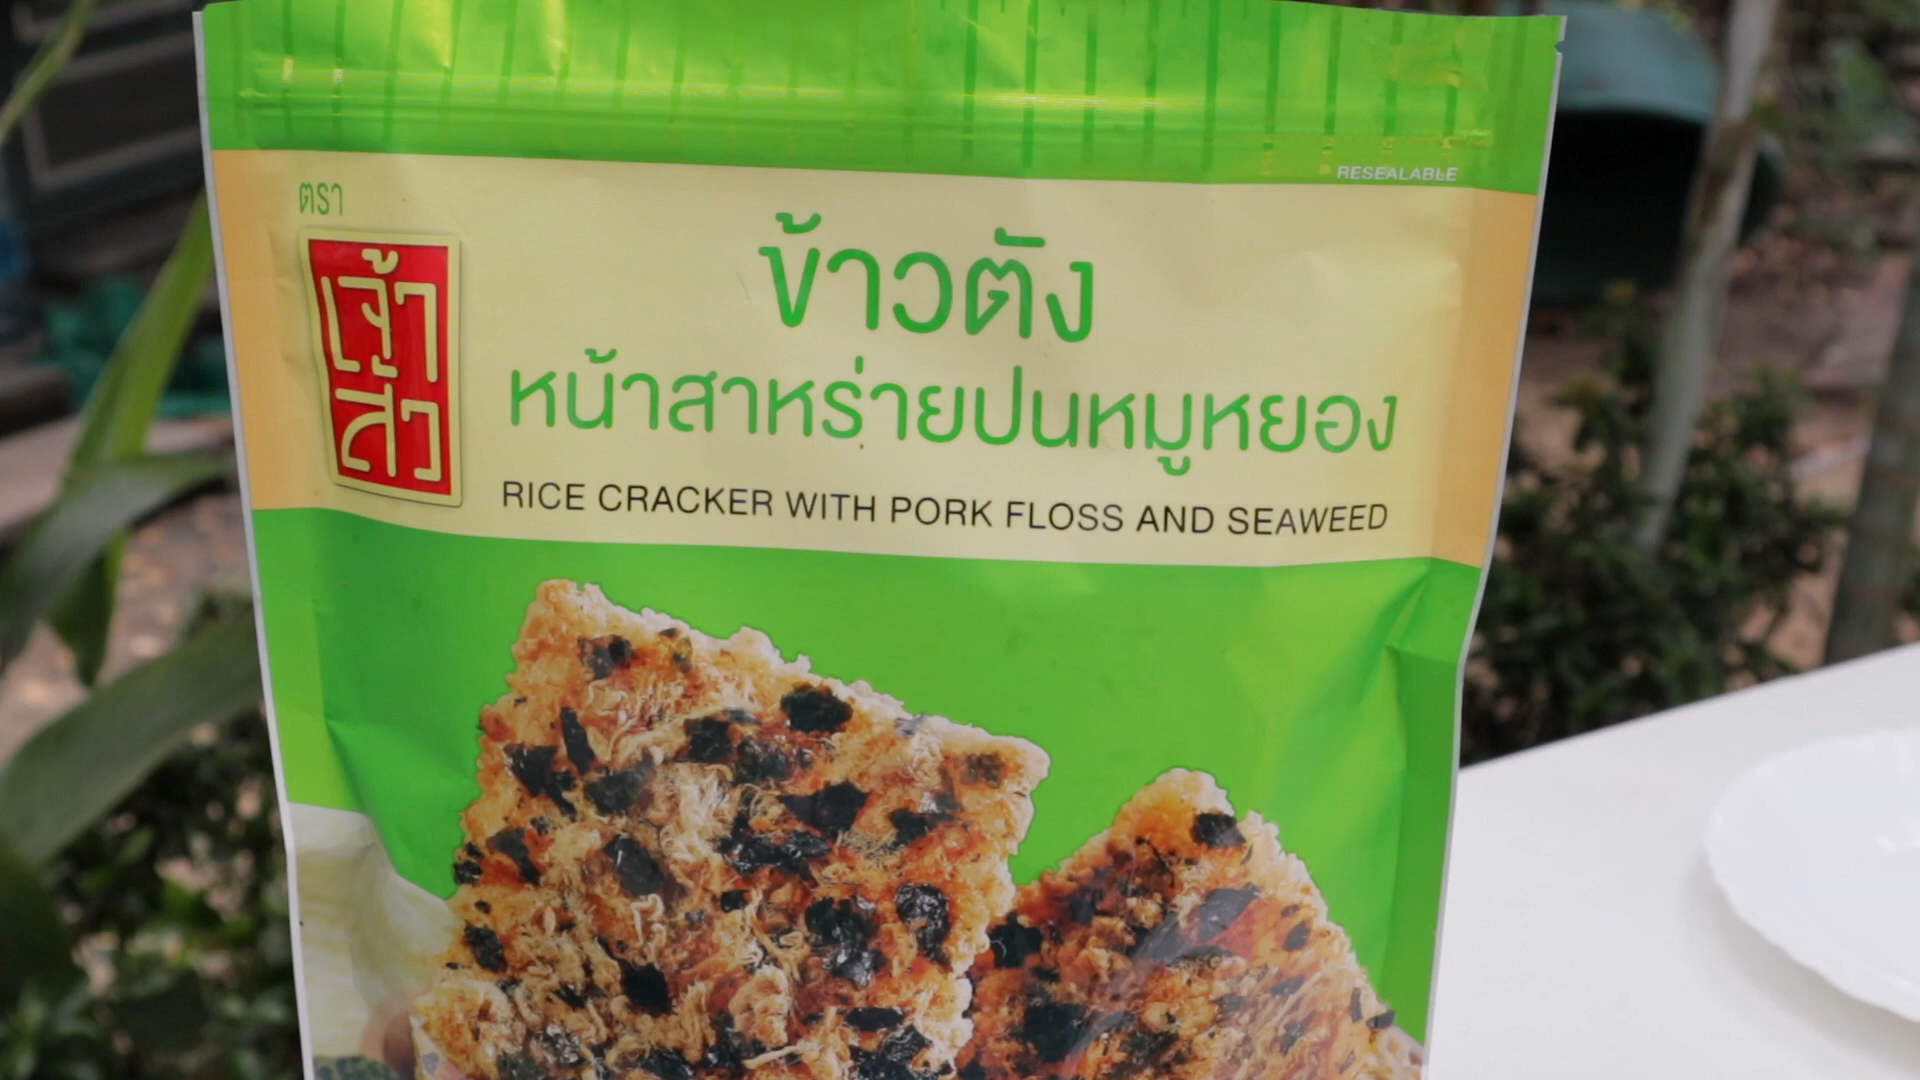 RESEALABLE
ตรา
เจ้า
สัว
ข้าวตัง
หน้าสาหร่ายปนหมูหยอง
RICE CRACKER WITH PORK FLOSS AND SEAWEED